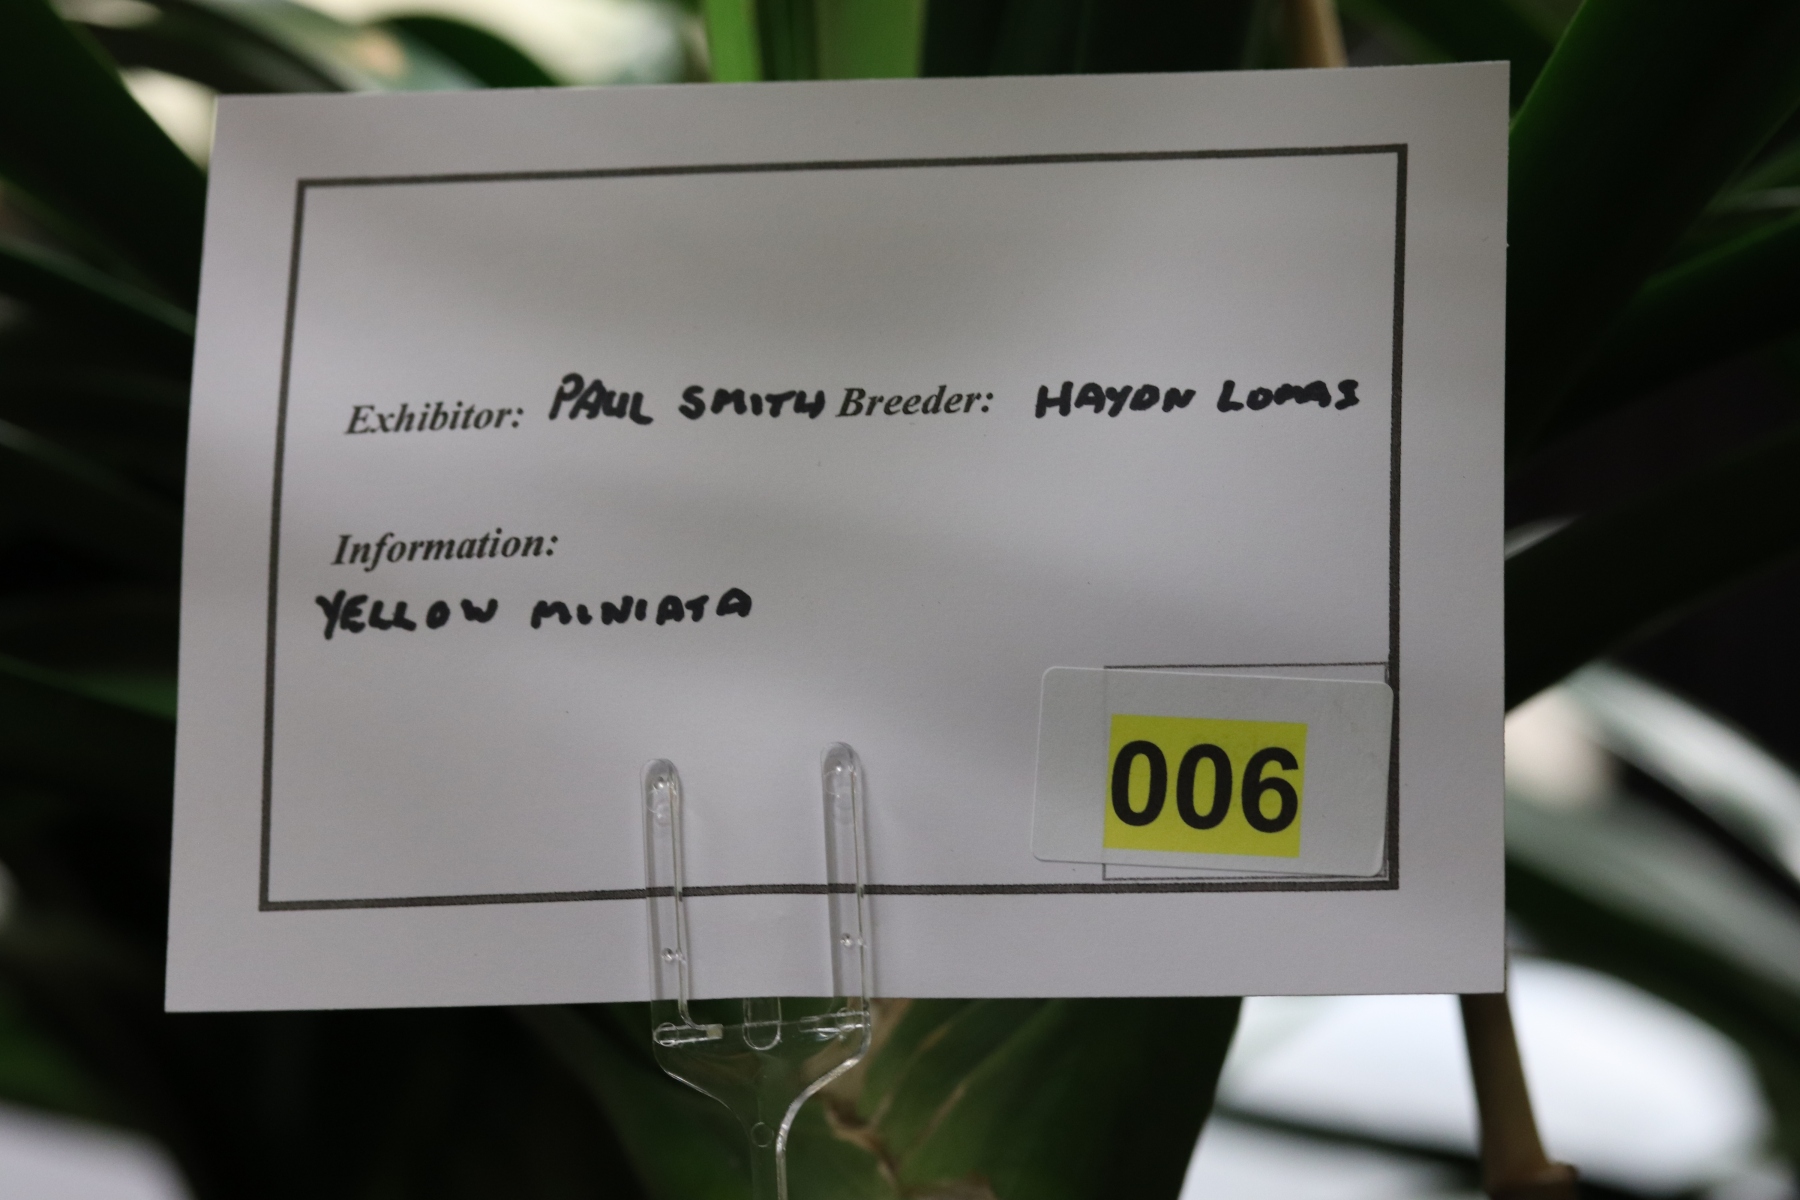 Exhibitor: PAUL SMITH Breeder: HAYDN LOMAS
Information:
YELLOW MINIATA
006